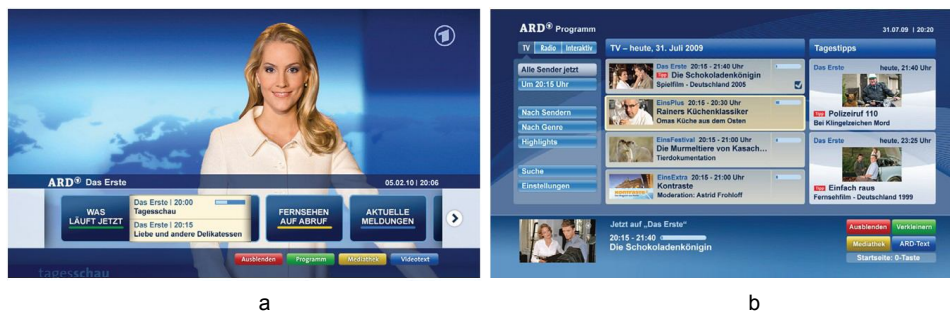 ARD Das Erste
05.02.10 | 20:06
WAS
LÄUFT JETZT
Das Erste | 20:00
Tagesschau
Das Erste | 20:15
Liebe und andere Delikatessen
FERNSEHEN
AUF ABRUF
AKTUELLE
MELDUNGEN
Ausblenden
Programm
Mediathek
Videotext
tagesschau
a
ARD Programm
31.07.09 | 20:20
TV
Radio
Interaktiv
TV – heute, 31. Juli 2009
Tagestipps
Alle Sender jetzt
Um 20:15 Uhr
Nach Sendern
Nach Genre
Highlights
Suche
Einstellungen
Das Erste 20:15 - 21:40 Uhr
Tipp Die Schokoladenkönigin
Spielfilm - Deutschland 2005
EinsPlus 20:15 - 20:30 Uhr
Rainers Küchenklassiker
Omas Küche aus dem Osten
EinsFestival 20:15 - 21:00 Uhr
Die Murmeltiere von Kasach...
Tierdokumentation
EinsExtra 20:15 - 21:00 Uhr
Kontraste
Moderation: Astrid Frohloff
Das Erste heute, 21:40 Uhr
Tipp Polizeiruf 110
Bei Klingelzeichen Mord
Das Erste heute, 23:25 Uhr
Tipp Einfach raus
Fernsehfilm - Deutschland 1999
Jetzt auf „Das Erste“
20:15 - 21:40
Die Schokoladenkönigin
Ausblenden
Verkleinern
Mediathek
ARD-Text
Startseite: 0-Taste
b